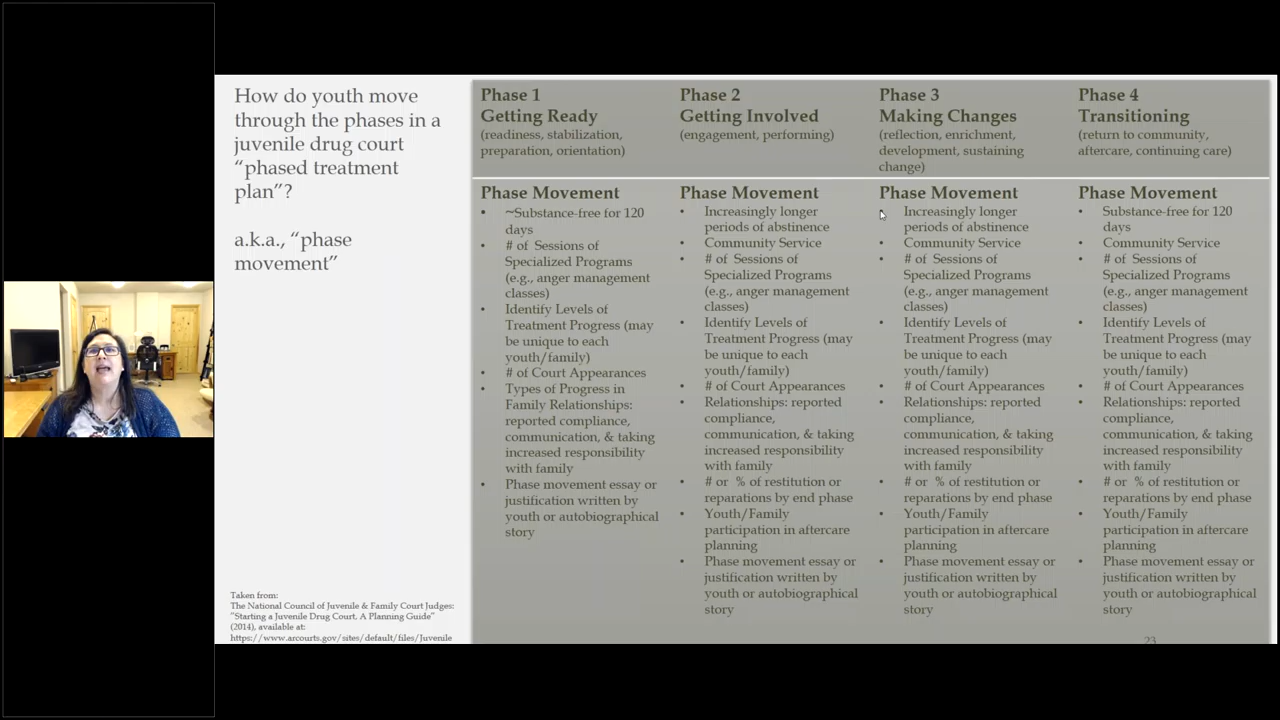 How do youth move
through the phases in a
juvenile drug court
“phased treatment
plan”?
a.k.a., “phase
movement”
Taken from:
The National Council of Juvenile & Family Court Judges:
“Starting a Juvenile Drug Court, A Planning Guide”
(2014), available at:
https://www.arcourts.gov/sites/default/files/Juvenile
Phase 1
Getting Ready
(readiness, stabilization,
preparation, orientation)
Phase Movement
• ~Substance-free for 120
days
• # of Sessions of
Specialized Programs
(e.g., anger management
classes)
• Identify Levels of
Treatment Progress (may
be unique to each
youth/family)
• # of Court Appearances
• Types of Progress in
Family Relationships:
reported compliance,
communication, & taking
increased responsibility
with family
• Phase movement essay or
justification written by
youth or autobiographical
story
Phase 2
Getting Involved
(engagement, performing)
Phase Movement
• Increasingly longer
periods of abstinence
• Community Service
• # of Sessions of
Specialized Programs
(e.g., anger management
classes)
• Identify Levels of
Treatment Progress (may
be unique to each
youth/family)
• # of Court Appearances
• Relationships: reported
compliance,
communication, & taking
increased responsibility
with family
• # or % of restitution or
reparations by end phase
• Youth/Family
participation in aftercare
planning
• Phase movement essay or
justification written by
youth or autobiographical
story
Phase 3
Making Changes
(reflection, enrichment,
development, sustaining
change)
Phase Movement
• Increasingly longer
periods of abstinence
• Community Service
• # of Sessions of
Specialized Programs
(e.g., anger management
classes)
• Identify Levels of
Treatment Progress (may
be unique to each
youth/family)
• # of Court Appearances
• Relationships: reported
compliance,
communication, & taking
increased responsibility
with family
• # or % of restitution or
reparations by end phase
• Youth/Family
participation in aftercare
planning
• Phase movement essay or
justification written by
youth or autobiographical
story
Phase 4
Transitioning
(return to community,
aftercare, continuing care)
Phase Movement
• Substance-free for 120
days
• Community Service
• # of Sessions of
Specialized Programs
(e.g., anger management
classes)
• Identify Levels of
Treatment Progress (may
be unique to each
youth/family)
• # of Court Appearances
• Relationships: reported
compliance,
communication, & taking
increased responsibility
with family
• # or % of restitution or
reparations by end phase
• Youth/Family
participation in aftercare
planning
• Phase movement essay or
justification written by
youth or autobiographical
story
23